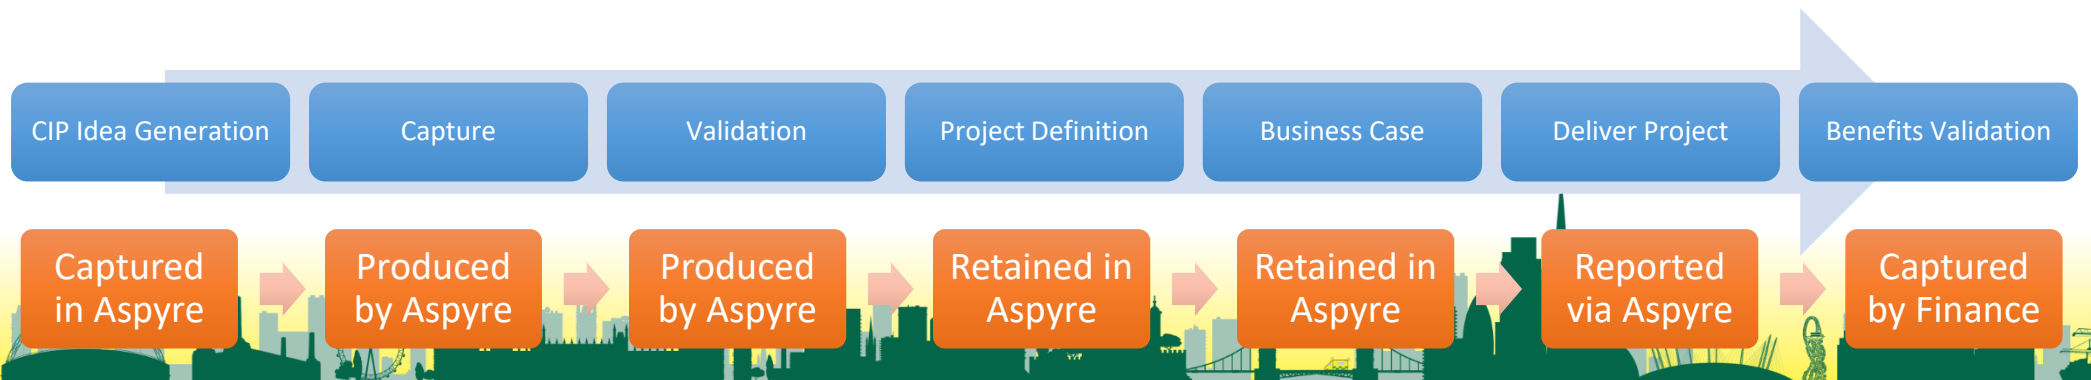 CIP Idea Generation
Capture
Validation
Project Definition
Business Case
Deliver Project
Benefits Validation
Captured
in Aspyre
Produced
by Aspyre
Produced
by Aspyre
Retained in
Aspyre
Retained in
Aspyre
Reported
via Aspyre
Captured
by Finance